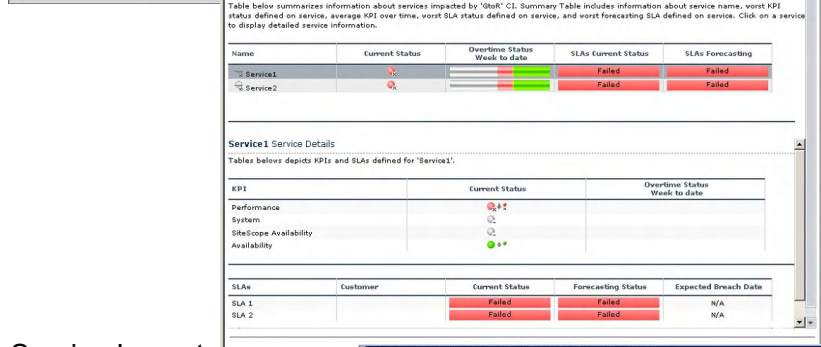 Table below summarizes information about services impacted by 'GtoR' CI. Summary Table includes information about service name, worst KPI
status defined on service, average KPI over time, worst SLA status defined on service, and worst forecasting SLA defined on service. Click on a service
to display detailed service information.
Name Current Status Overtime Status Week to date SLAs Current Status SLAs Forecasting
Service1 Failed Failed
Service2 Failed Failed
Service1 Service Details
Tables belows depicts KPIs and SLAs defined for 'Service1'.
KPI Current Status Overtime Status Week to date
Performance
System
SiteScope Availability
Availability
SLAs Customer Current Status Forecasting Status Expected Breach Date
SLA 1 Failed Failed N/A
SLA 2 Failed Failed N/A